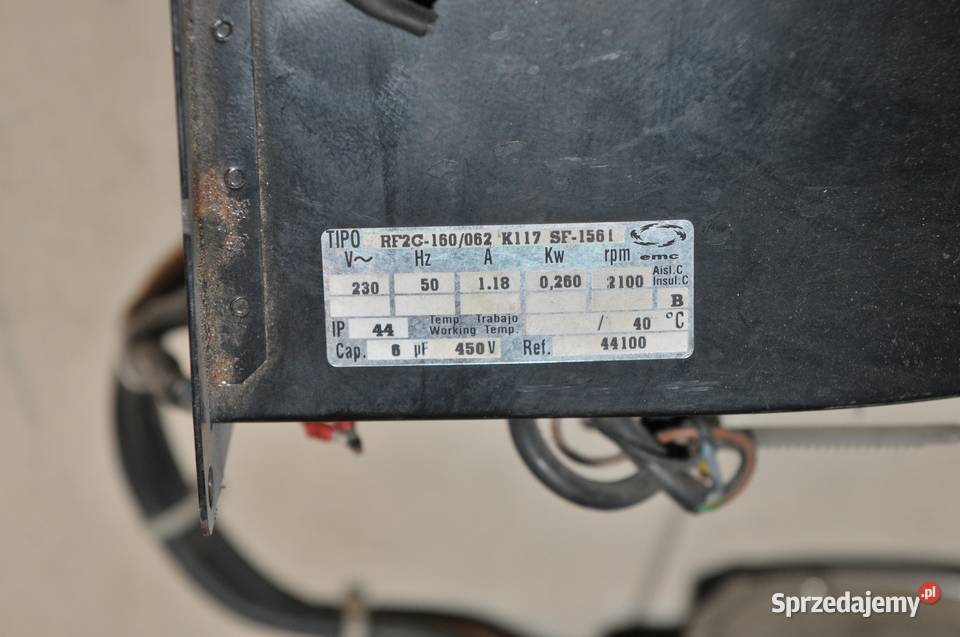 TIPO RF2C-160/062 K117 SF-1561
V~ Hz A Kw rpm emc
Aisl.C
Insul.C
230 50 1.18 0,260 2100 B
IP 44 Temp. Trabajo
Working Temp. / 40 °C
Cap. 6 µF 450V Ref. 44100
Sprzedajemy.pl